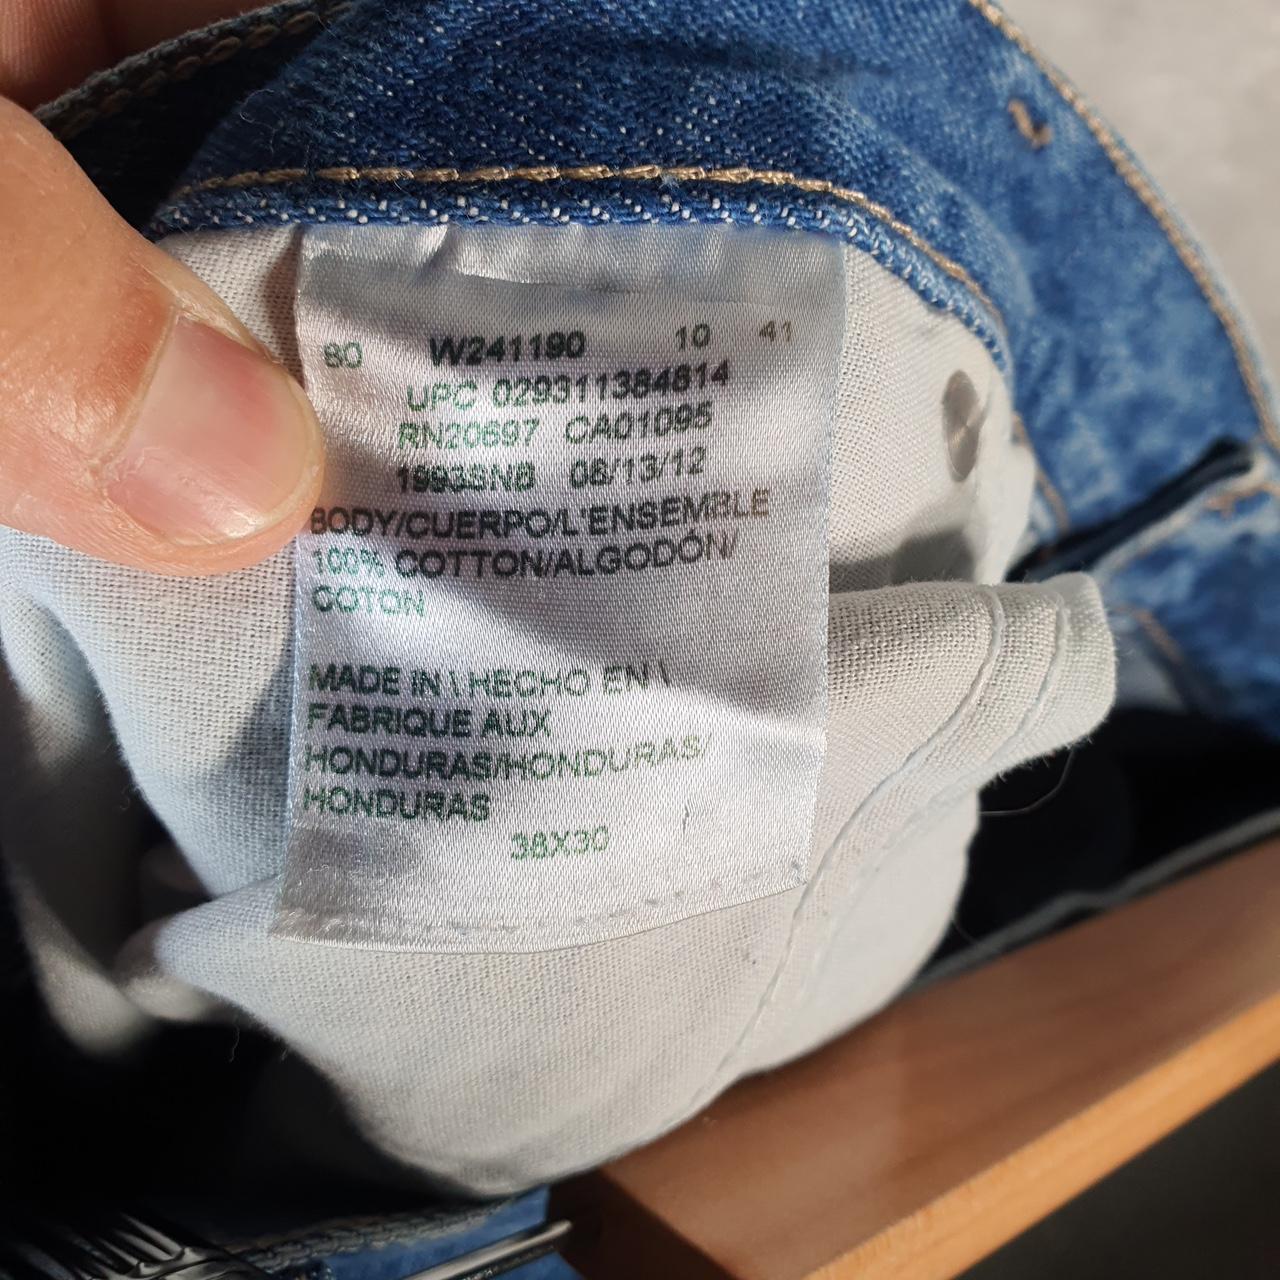 80 W241190 10 41
UPC 029311384814
RN20697 CA01095
1993SNB 08/13/12
BODY/CUERPO/L'ENSEMBLE
100% COTTON/ALGODÓN/
COTON
MADE IN \ HECHO EN \
FABRIQUE AUX
HONDURAS/HONDURAS/
HONDURAS
38X30